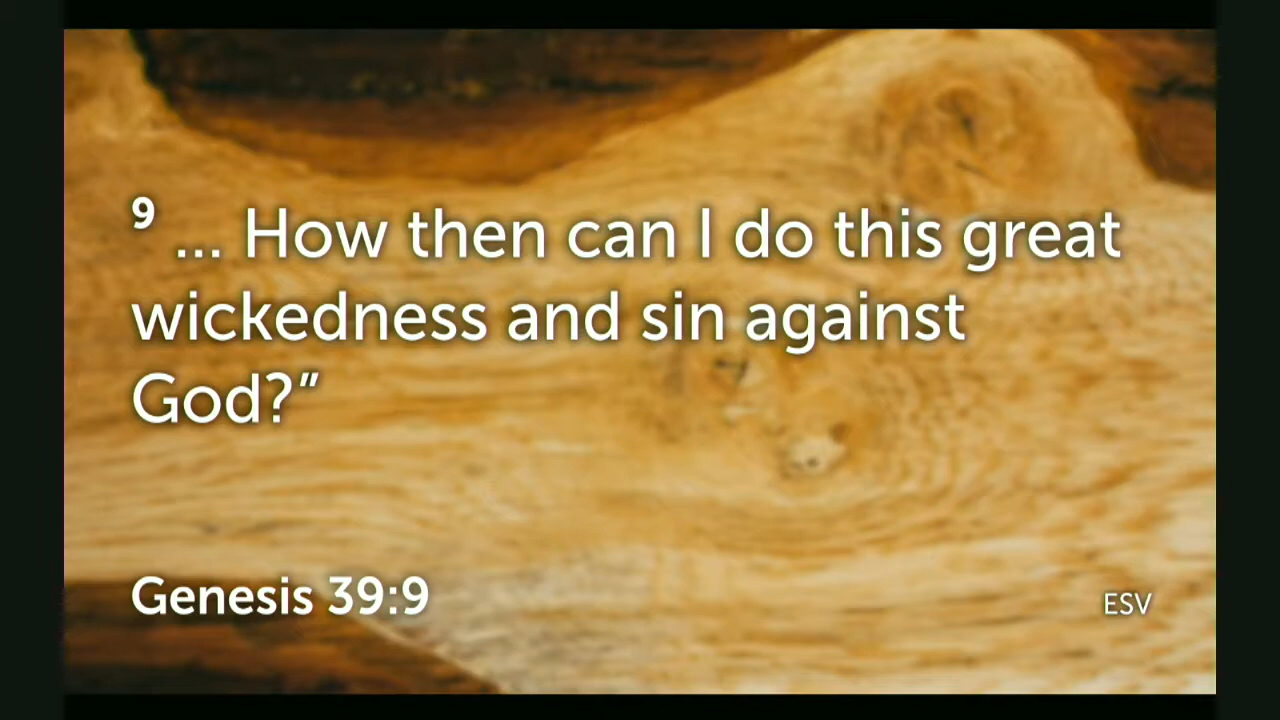 9 ... How then can I do this great
wickedness and sin against
God?”
Genesis 39:9
ESV